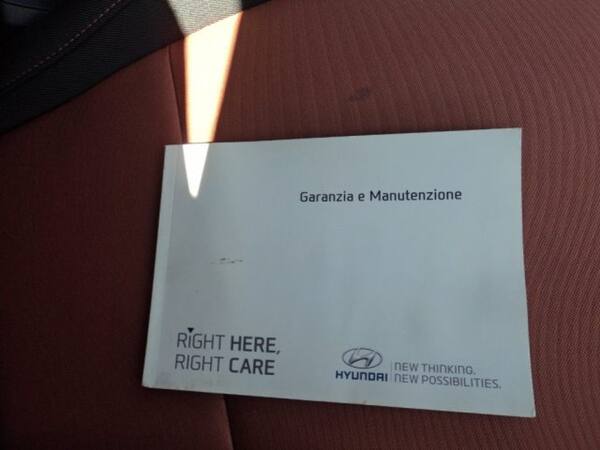 Garanzia e Manutenzione
RIGHT HERE,
RIGHT CARE
HYUNDAI
NEW THINKING.
NEW POSSIBILITIES.